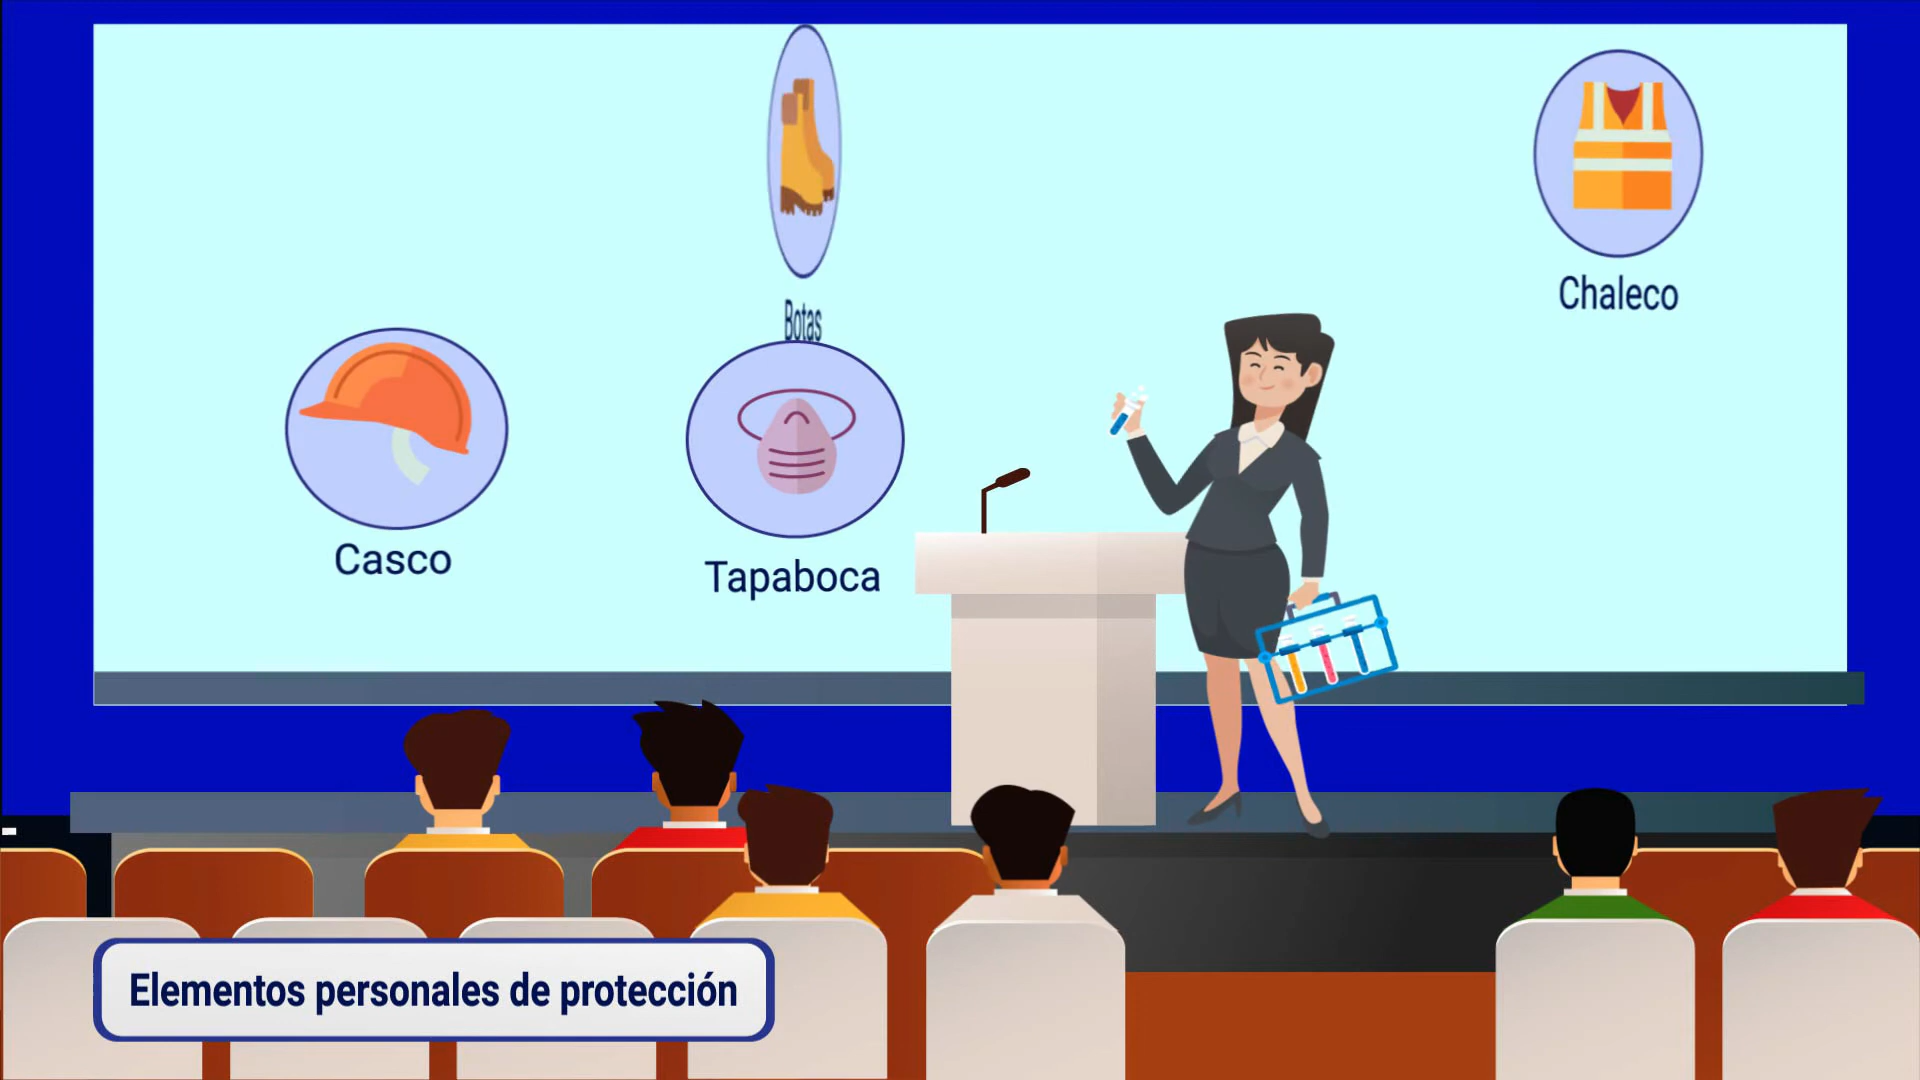 Chaleco
Botas
Casco
Tapaboca
Elementos personales de protección